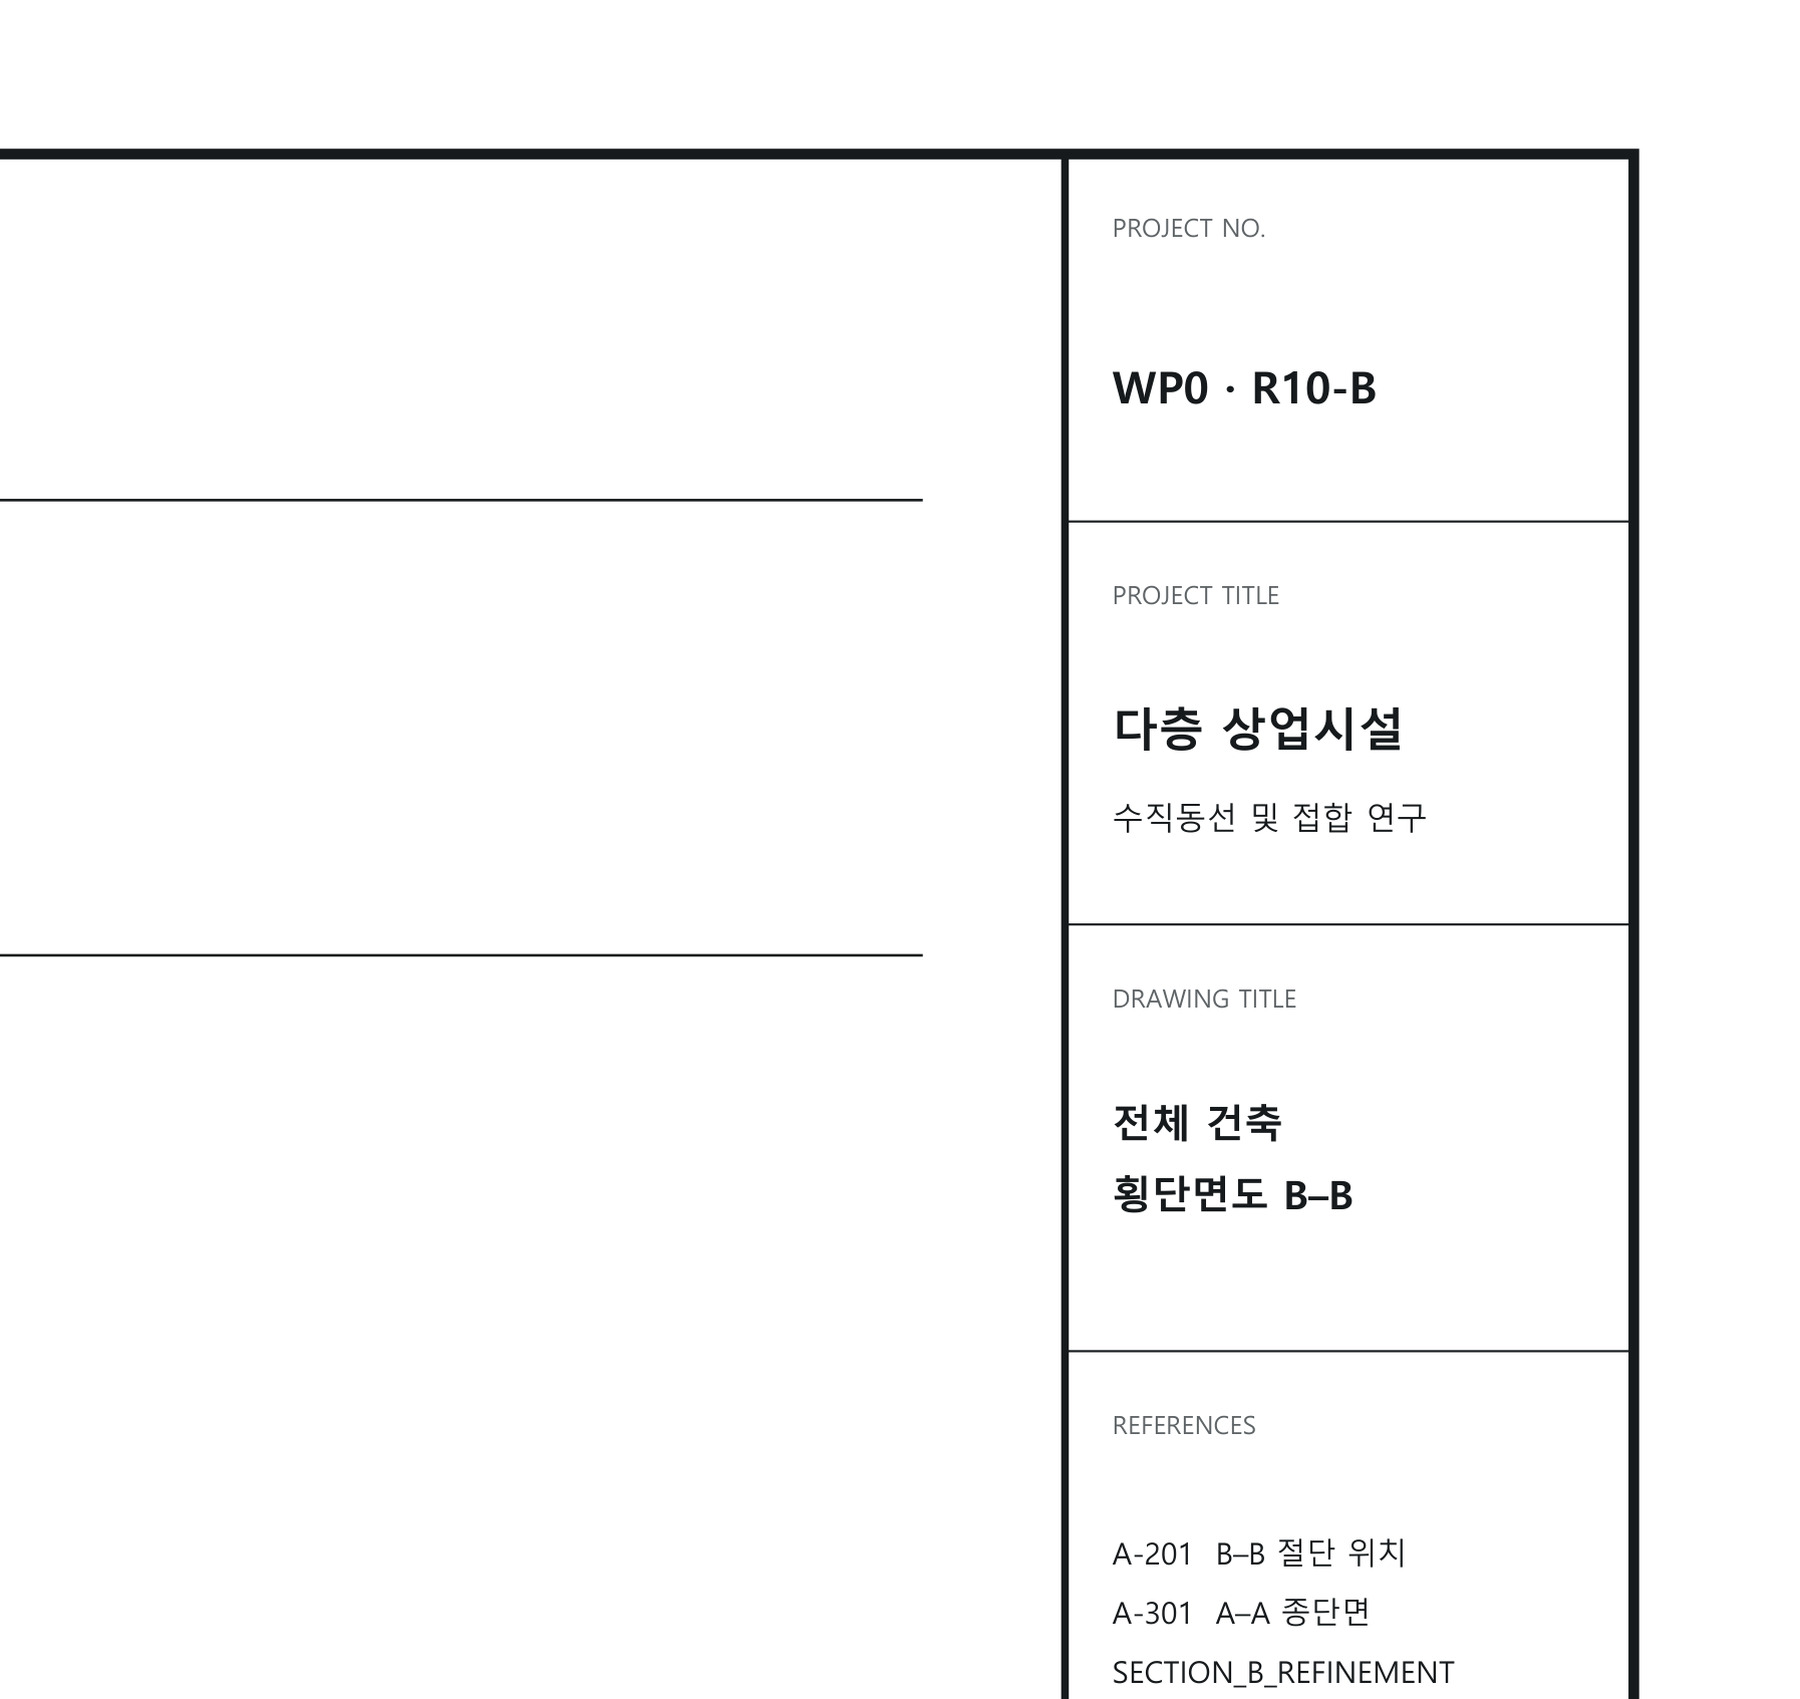 PROJECT NO.
WP0 · R10-B
PROJECT TITLE
다층 상업시설
수직동선 및 접합 연구
DRAWING TITLE
전체 건축
횡단면도 B–B
REFERENCES
A-201 B–B 절단 위치
A-301 A–A 종단면
SECTION_B_REFINEMENT